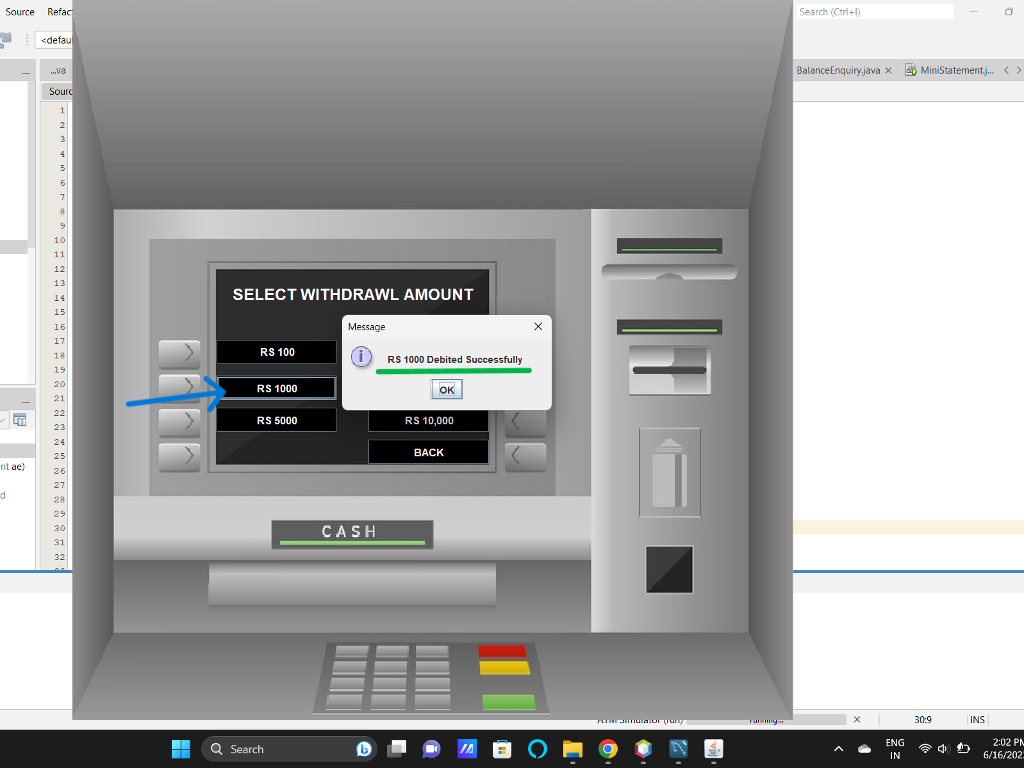 Source Refac
Search (Ctrl+I)
<defau
...va
BalanceEnquiry.java
MiniStatement.j...
Sourc
1
2
3
4
5
6
7
8
9
10
11
12
13
14
15
16
17
18
19
20
21
22
23
24
25
26
27
28
29
30
31
32
nt ae)
d
SELECT WITHDRAWL AMOUNT
RS 100
RS 1000
RS 5000
RS 10,000
BACK
Message
i
RS 1000 Debited Successfully
OK
CASH
ATM Simulator (run)
running...
30:9
INS
Search
ENG
IN
2:02 PM
6/16/202